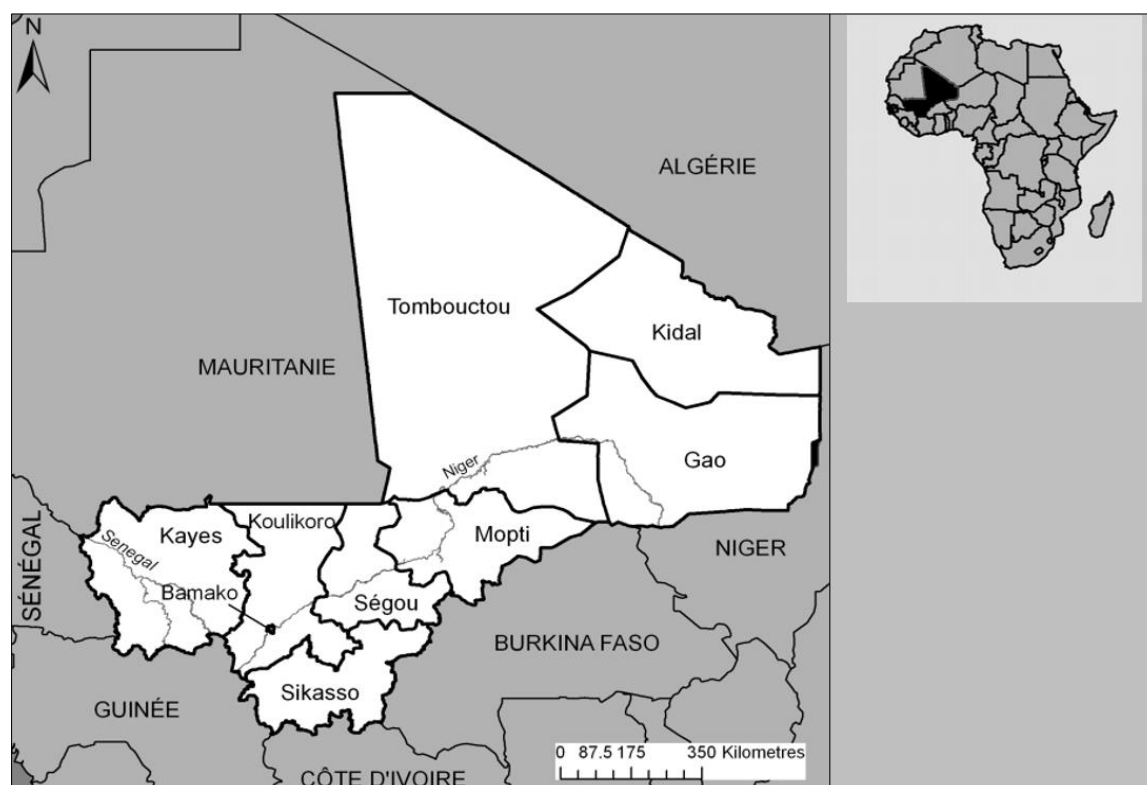 N
ALGÉRIE
Tombouctou
Kidal
MAURITANIE
Gao
Niger
Koulikoro
Kayes
Mopti
SÉNÉGAL
Senegal
NIGER
Bamako
Ségou
BURKINA FASO
Sikasso
GUINÉE
0 87.5 175 350 Kilometres
CÔTE D'IVOIRE